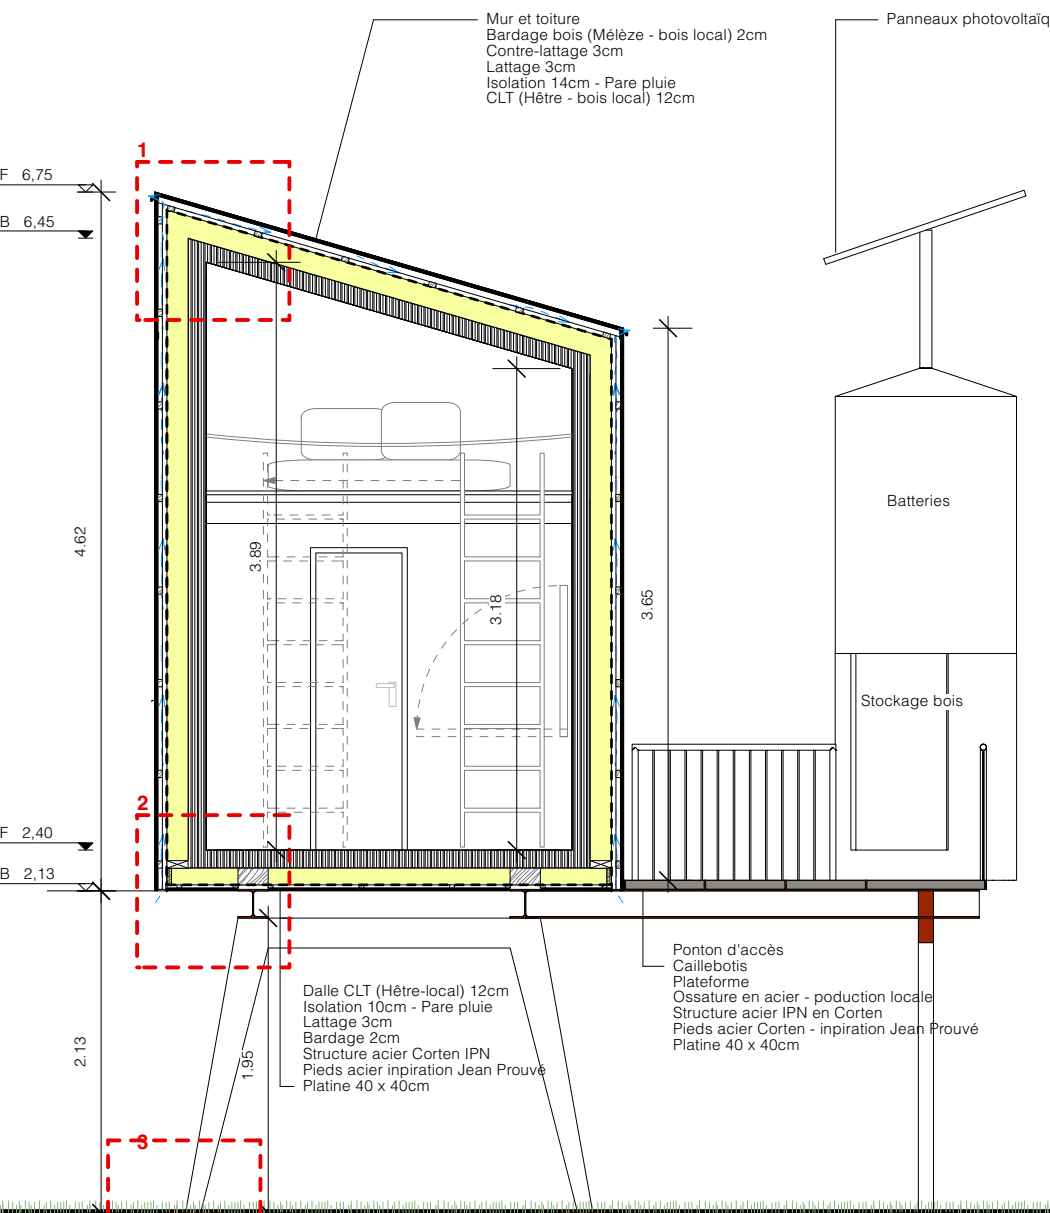 Mur et toiture
Bardage bois (Mélèze - bois local) 2cm
Contre-lattage 3cm
Lattage 3cm
Isolation 14cm - Pare pluie
CLT (Hêtre - bois local) 12cm
Panneaux photovoltaïq
1
F 6,75
B 6,45
4.62
3.89
3.18
3.65
Batteries
Stockage bois
2
F 2,40
B 2,13
Ponton d'accès
Caillebotis
Plateforme
Ossature en acier - poduction locale
Structure acier IPN en Corten
Pieds acier Corten - inpiration Jean Prouvé
Platine 40 x 40cm
Dalle CLT (Hêtre-local) 12cm
Isolation 10cm - Pare pluie
Lattage 3cm
Bardage 2cm
Structure acier Corten IPN
Pieds acier inpiration Jean Prouvé
Platine 40 x 40cm
2.13
1.95
3